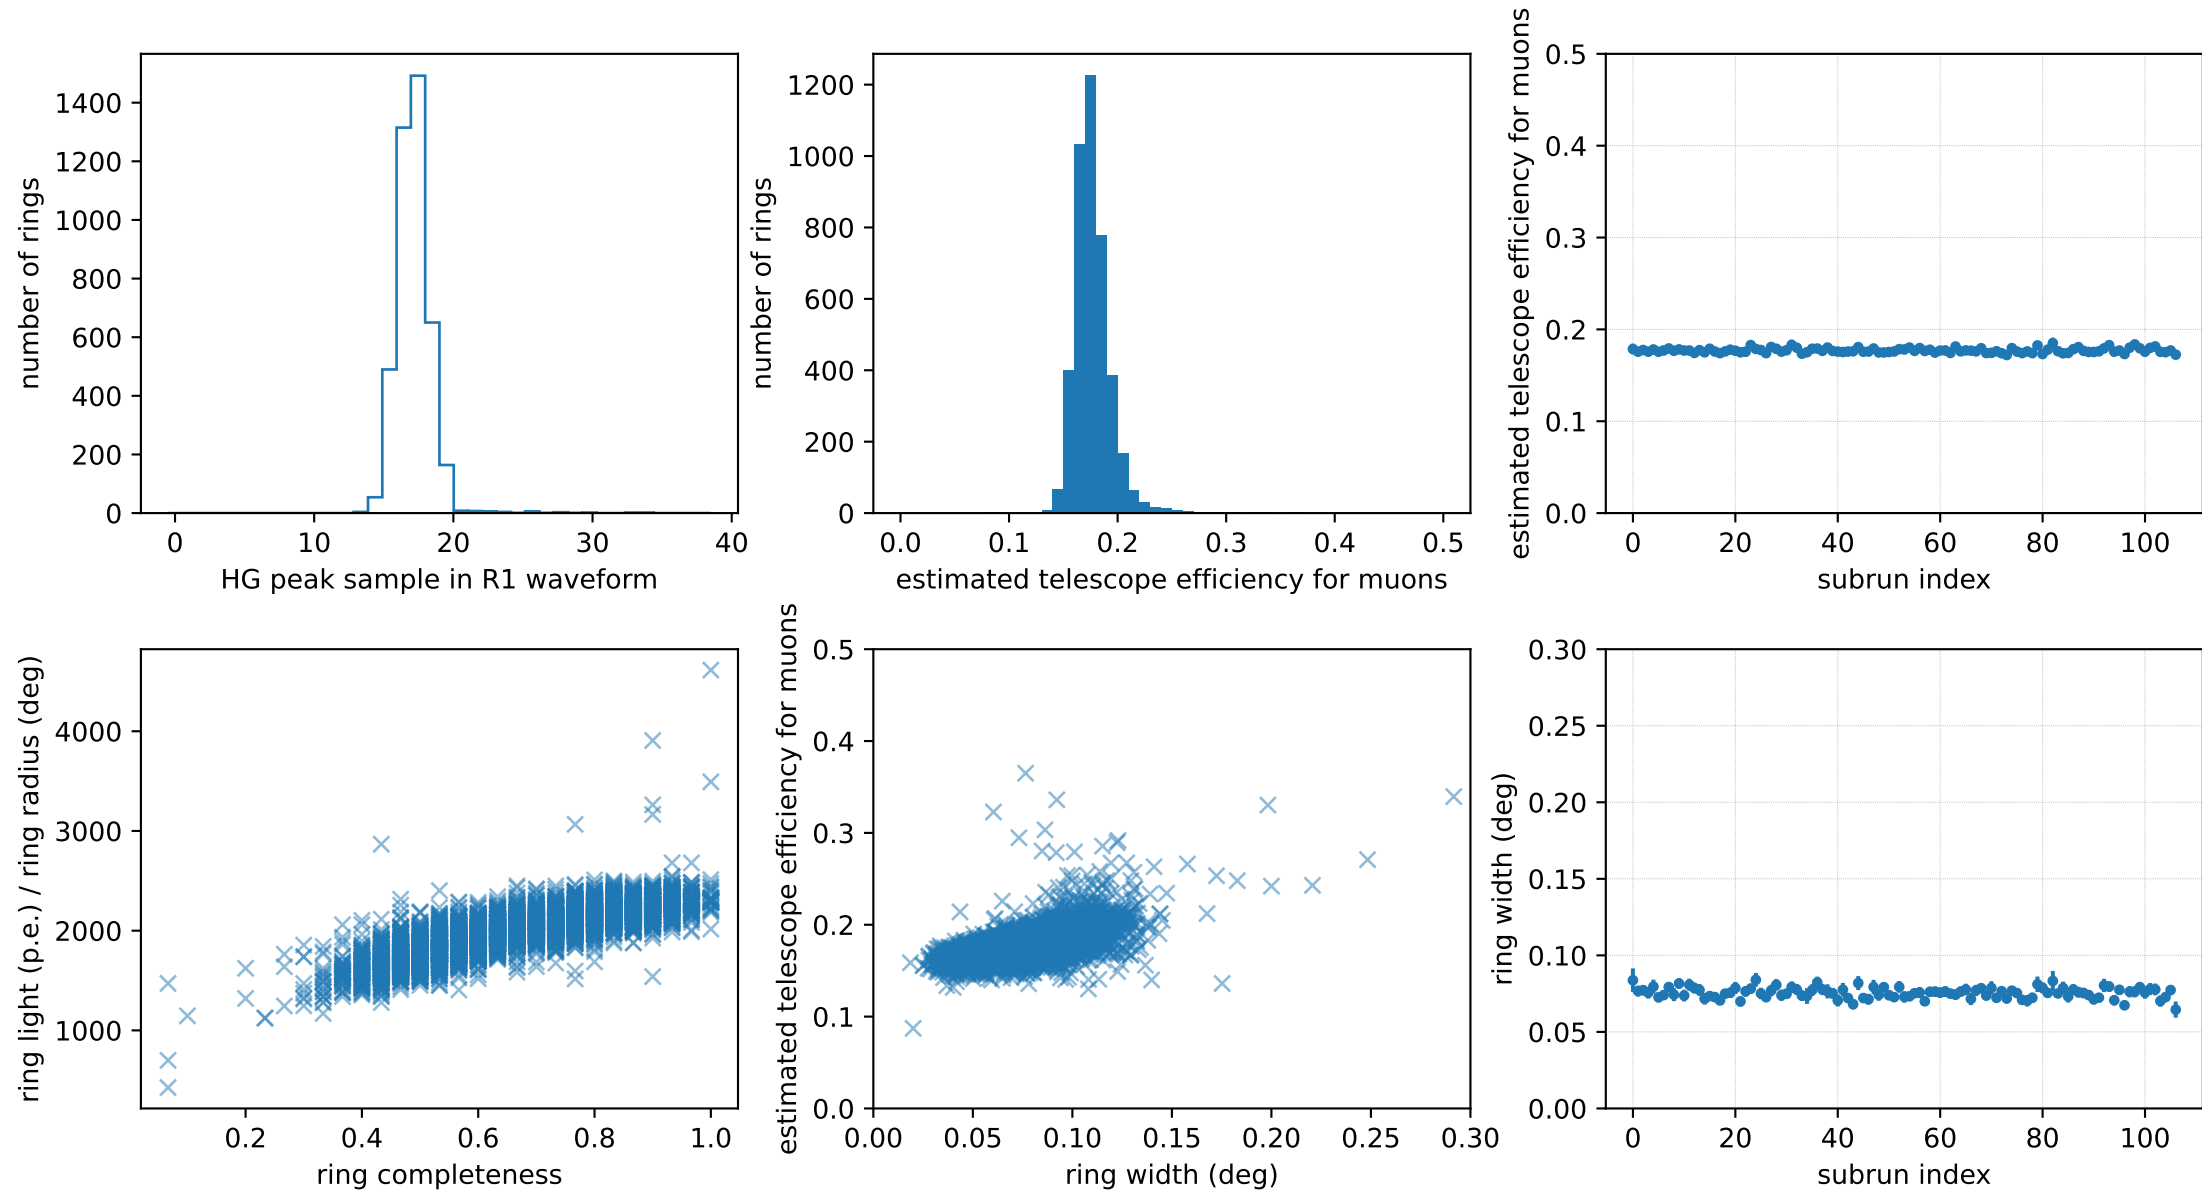 1400
1200
1000
800
600
400
200
0
number of rings
0 10 20 30 40
HG peak sample in R1 waveform
1200
1000
800
600
400
200
0
number of rings
0.0 0.1 0.2 0.3 0.4 0.5
estimated telescope efficiency for muons
0.5
0.4
0.3
0.2
0.1
0.0
estimated telescope efficiency for muons
0 20 40 60 80 100
subrun index
4000
3000
2000
1000
ring light (p.e.) / ring radius (deg)
0.2 0.4 0.6 0.8 1.0
ring completeness
0.5
0.4
0.3
0.2
0.1
0.0
estimated telescope efficiency for muons
0.00 0.05 0.10 0.15 0.20 0.25 0.30
ring width (deg)
0.30
0.25
0.20
0.15
0.10
0.05
0.00
ring width (deg)
0 20 40 60 80 100
subrun index